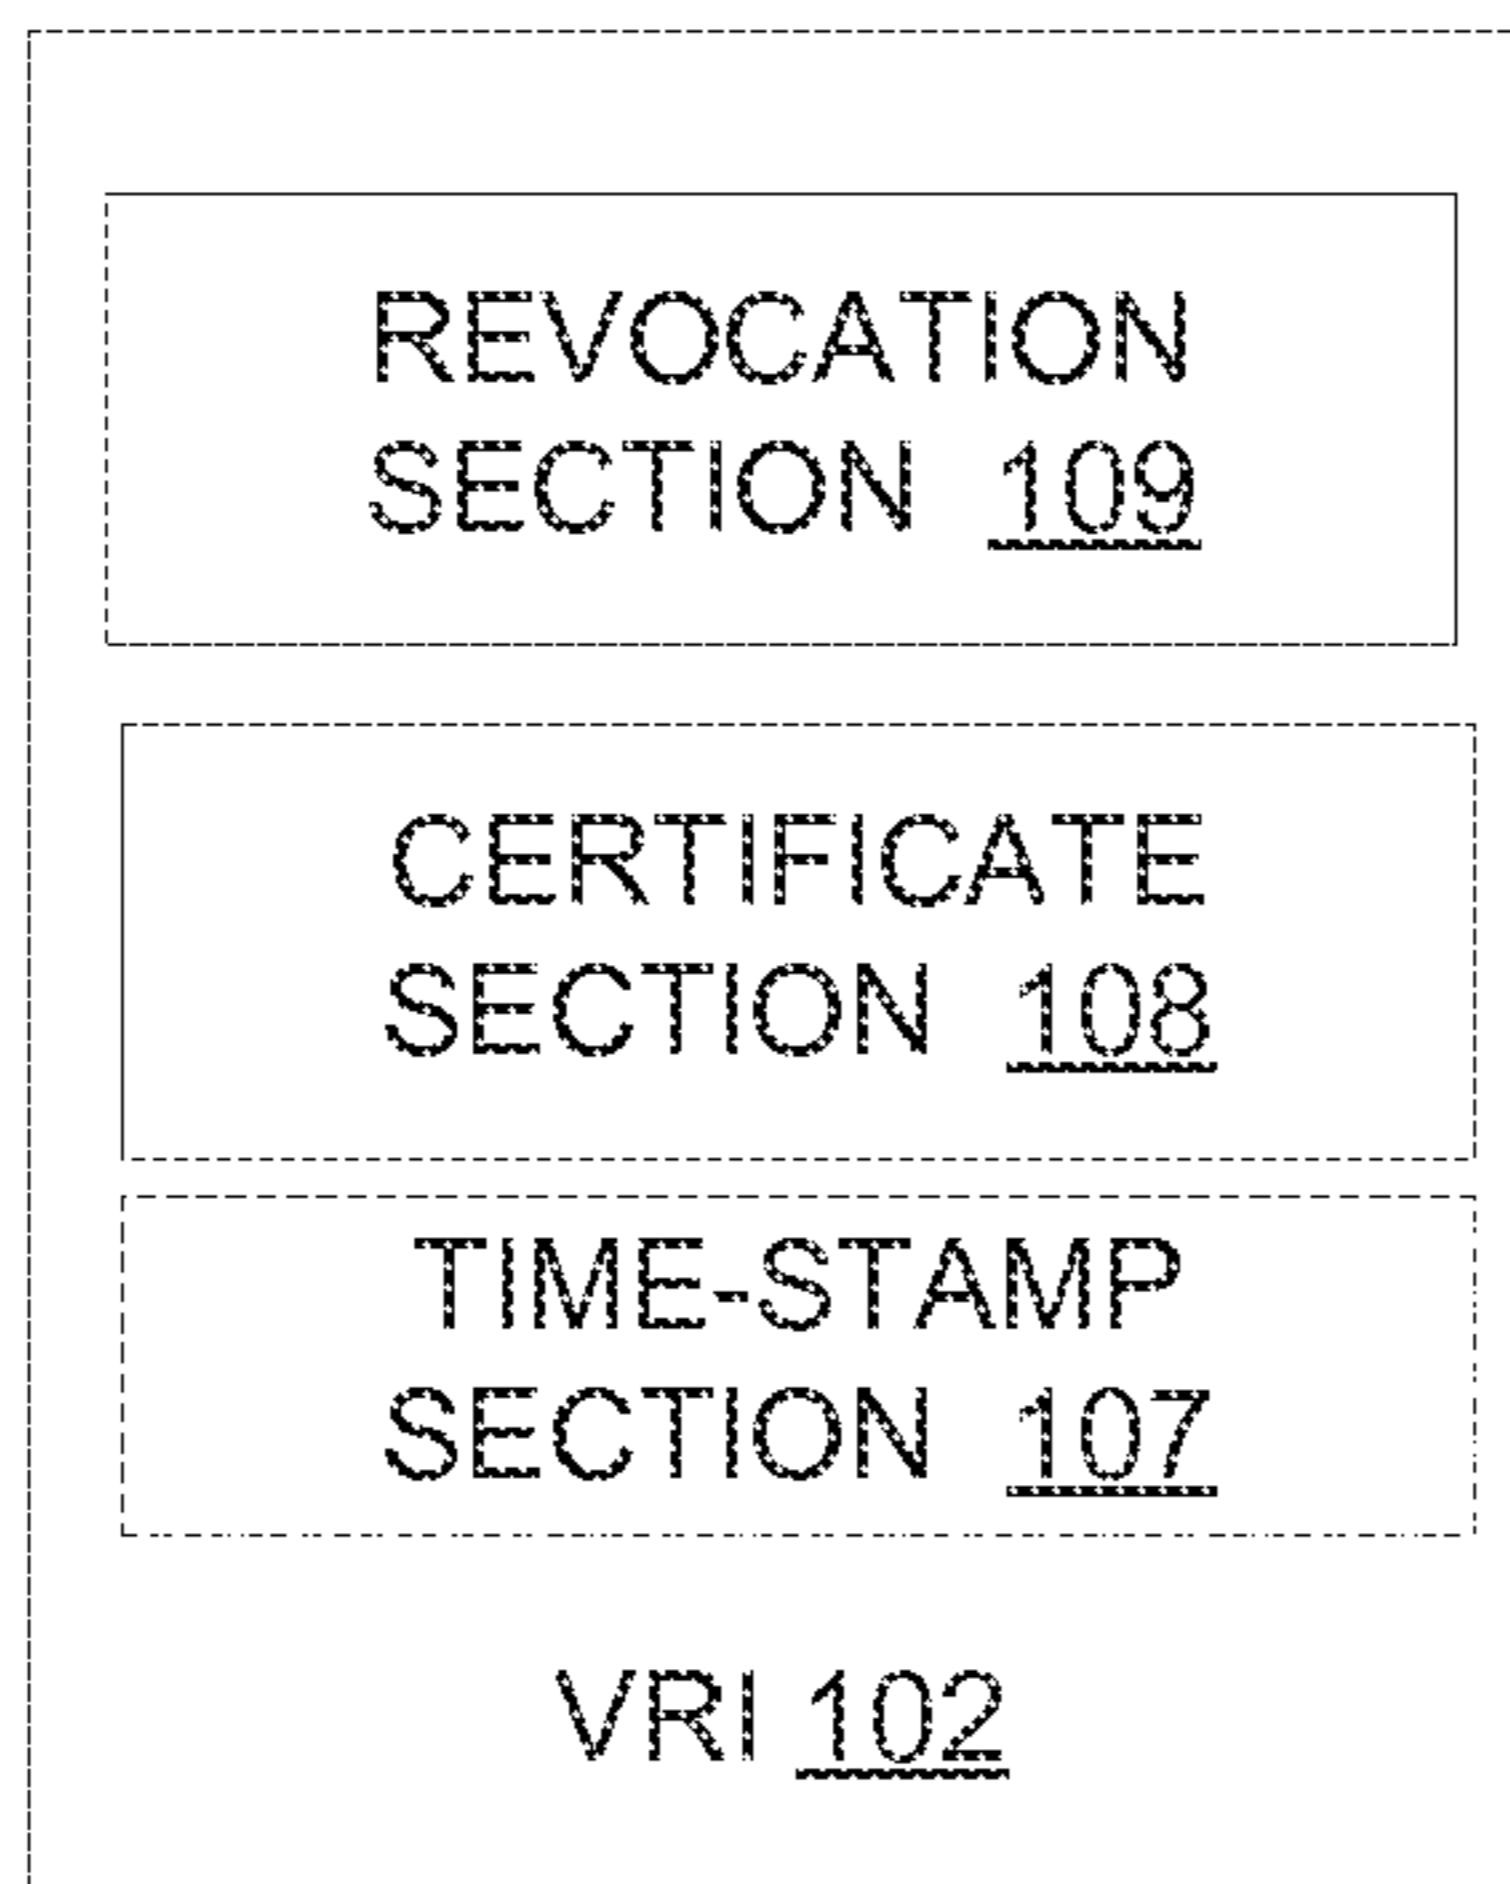 REVOCATION
SECTION 109
CERTIFICATE
SECTION 108
TIME-STAMP
SECTION 107
VRI 102